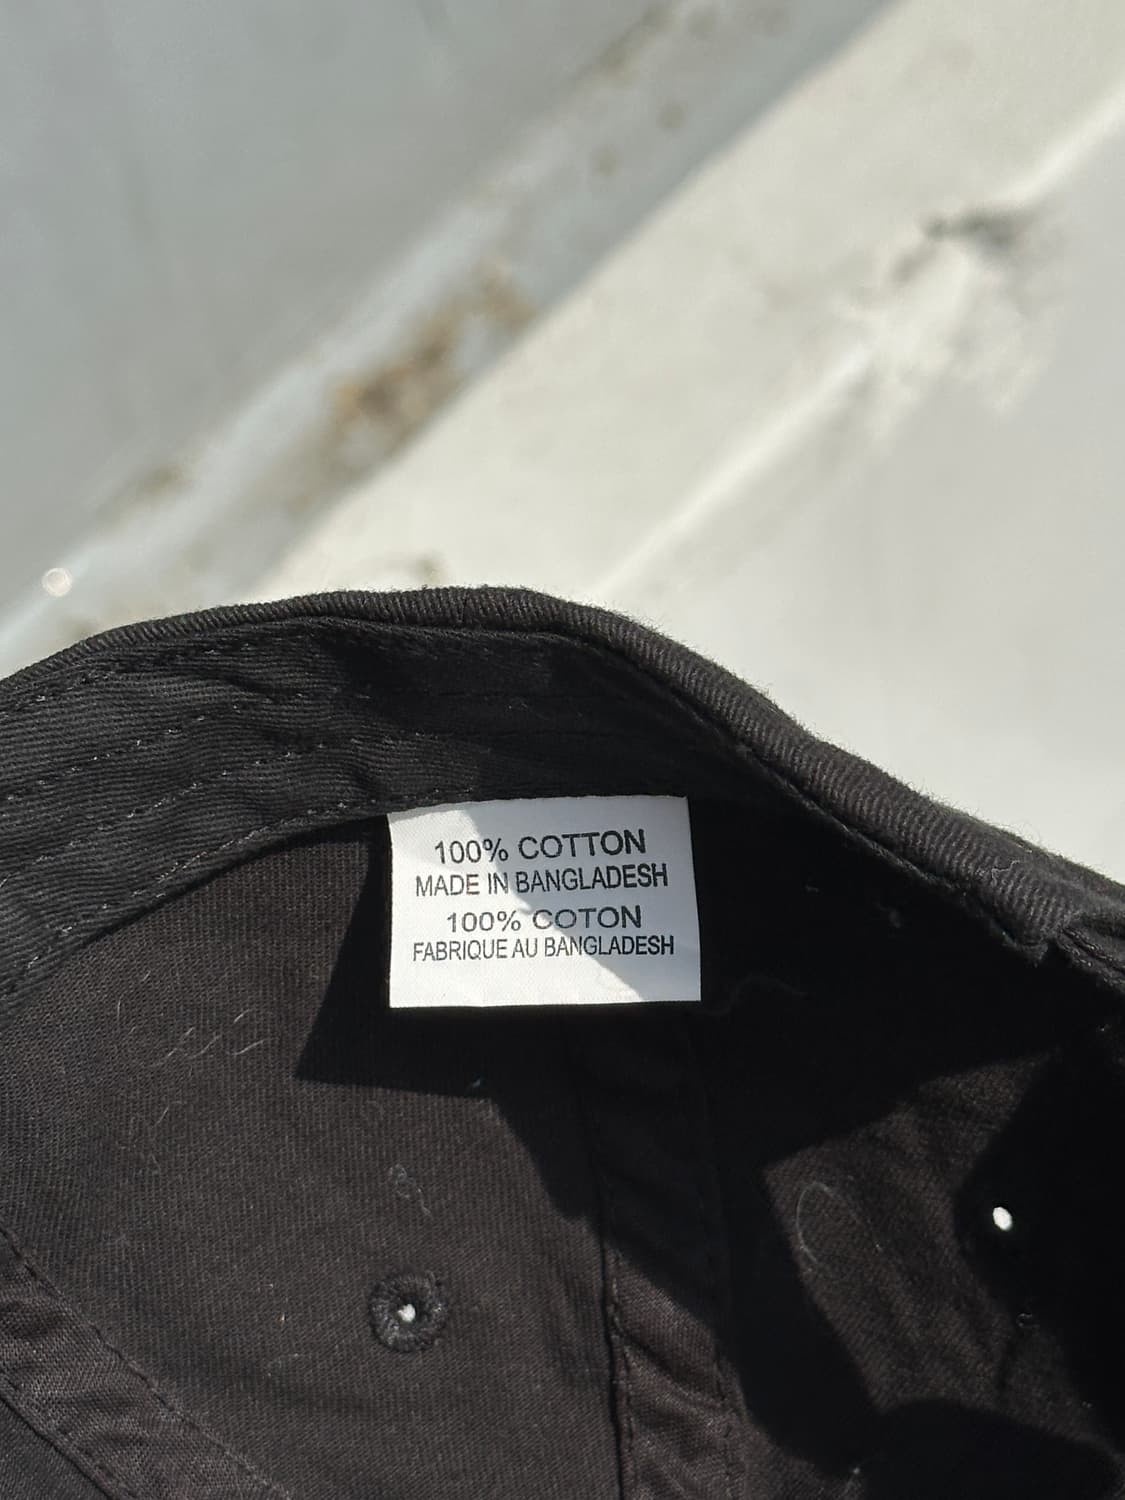 100% COTTON
MADE IN BANGLADESH
100% COTON
FABRIQUE AU BANGLADESH